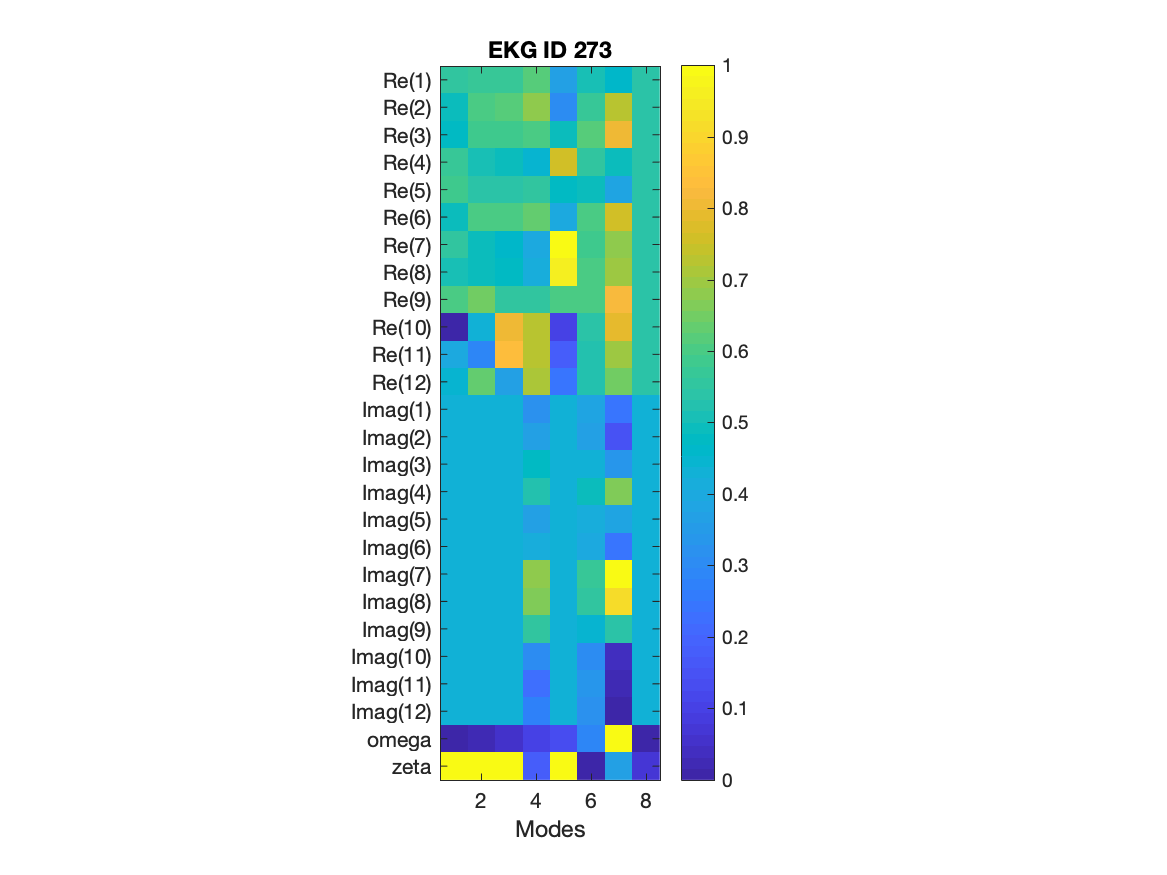 EKG ID 273
Re(1)
Re(2)
Re(3)
Re(4)
Re(5)
Re(6)
Re(7)
Re(8)
Re(9)
Re(10)
Re(11)
Re(12)
Imag(1)
Imag(2)
Imag(3)
Imag(4)
Imag(5)
Imag(6)
Imag(7)
Imag(8)
Imag(9)
Imag(10)
Imag(11)
Imag(12)
omega
zeta
2 4 6 8
Modes
1
0.9
0.8
0.7
0.6
0.5
0.4
0.3
0.2
0.1
0